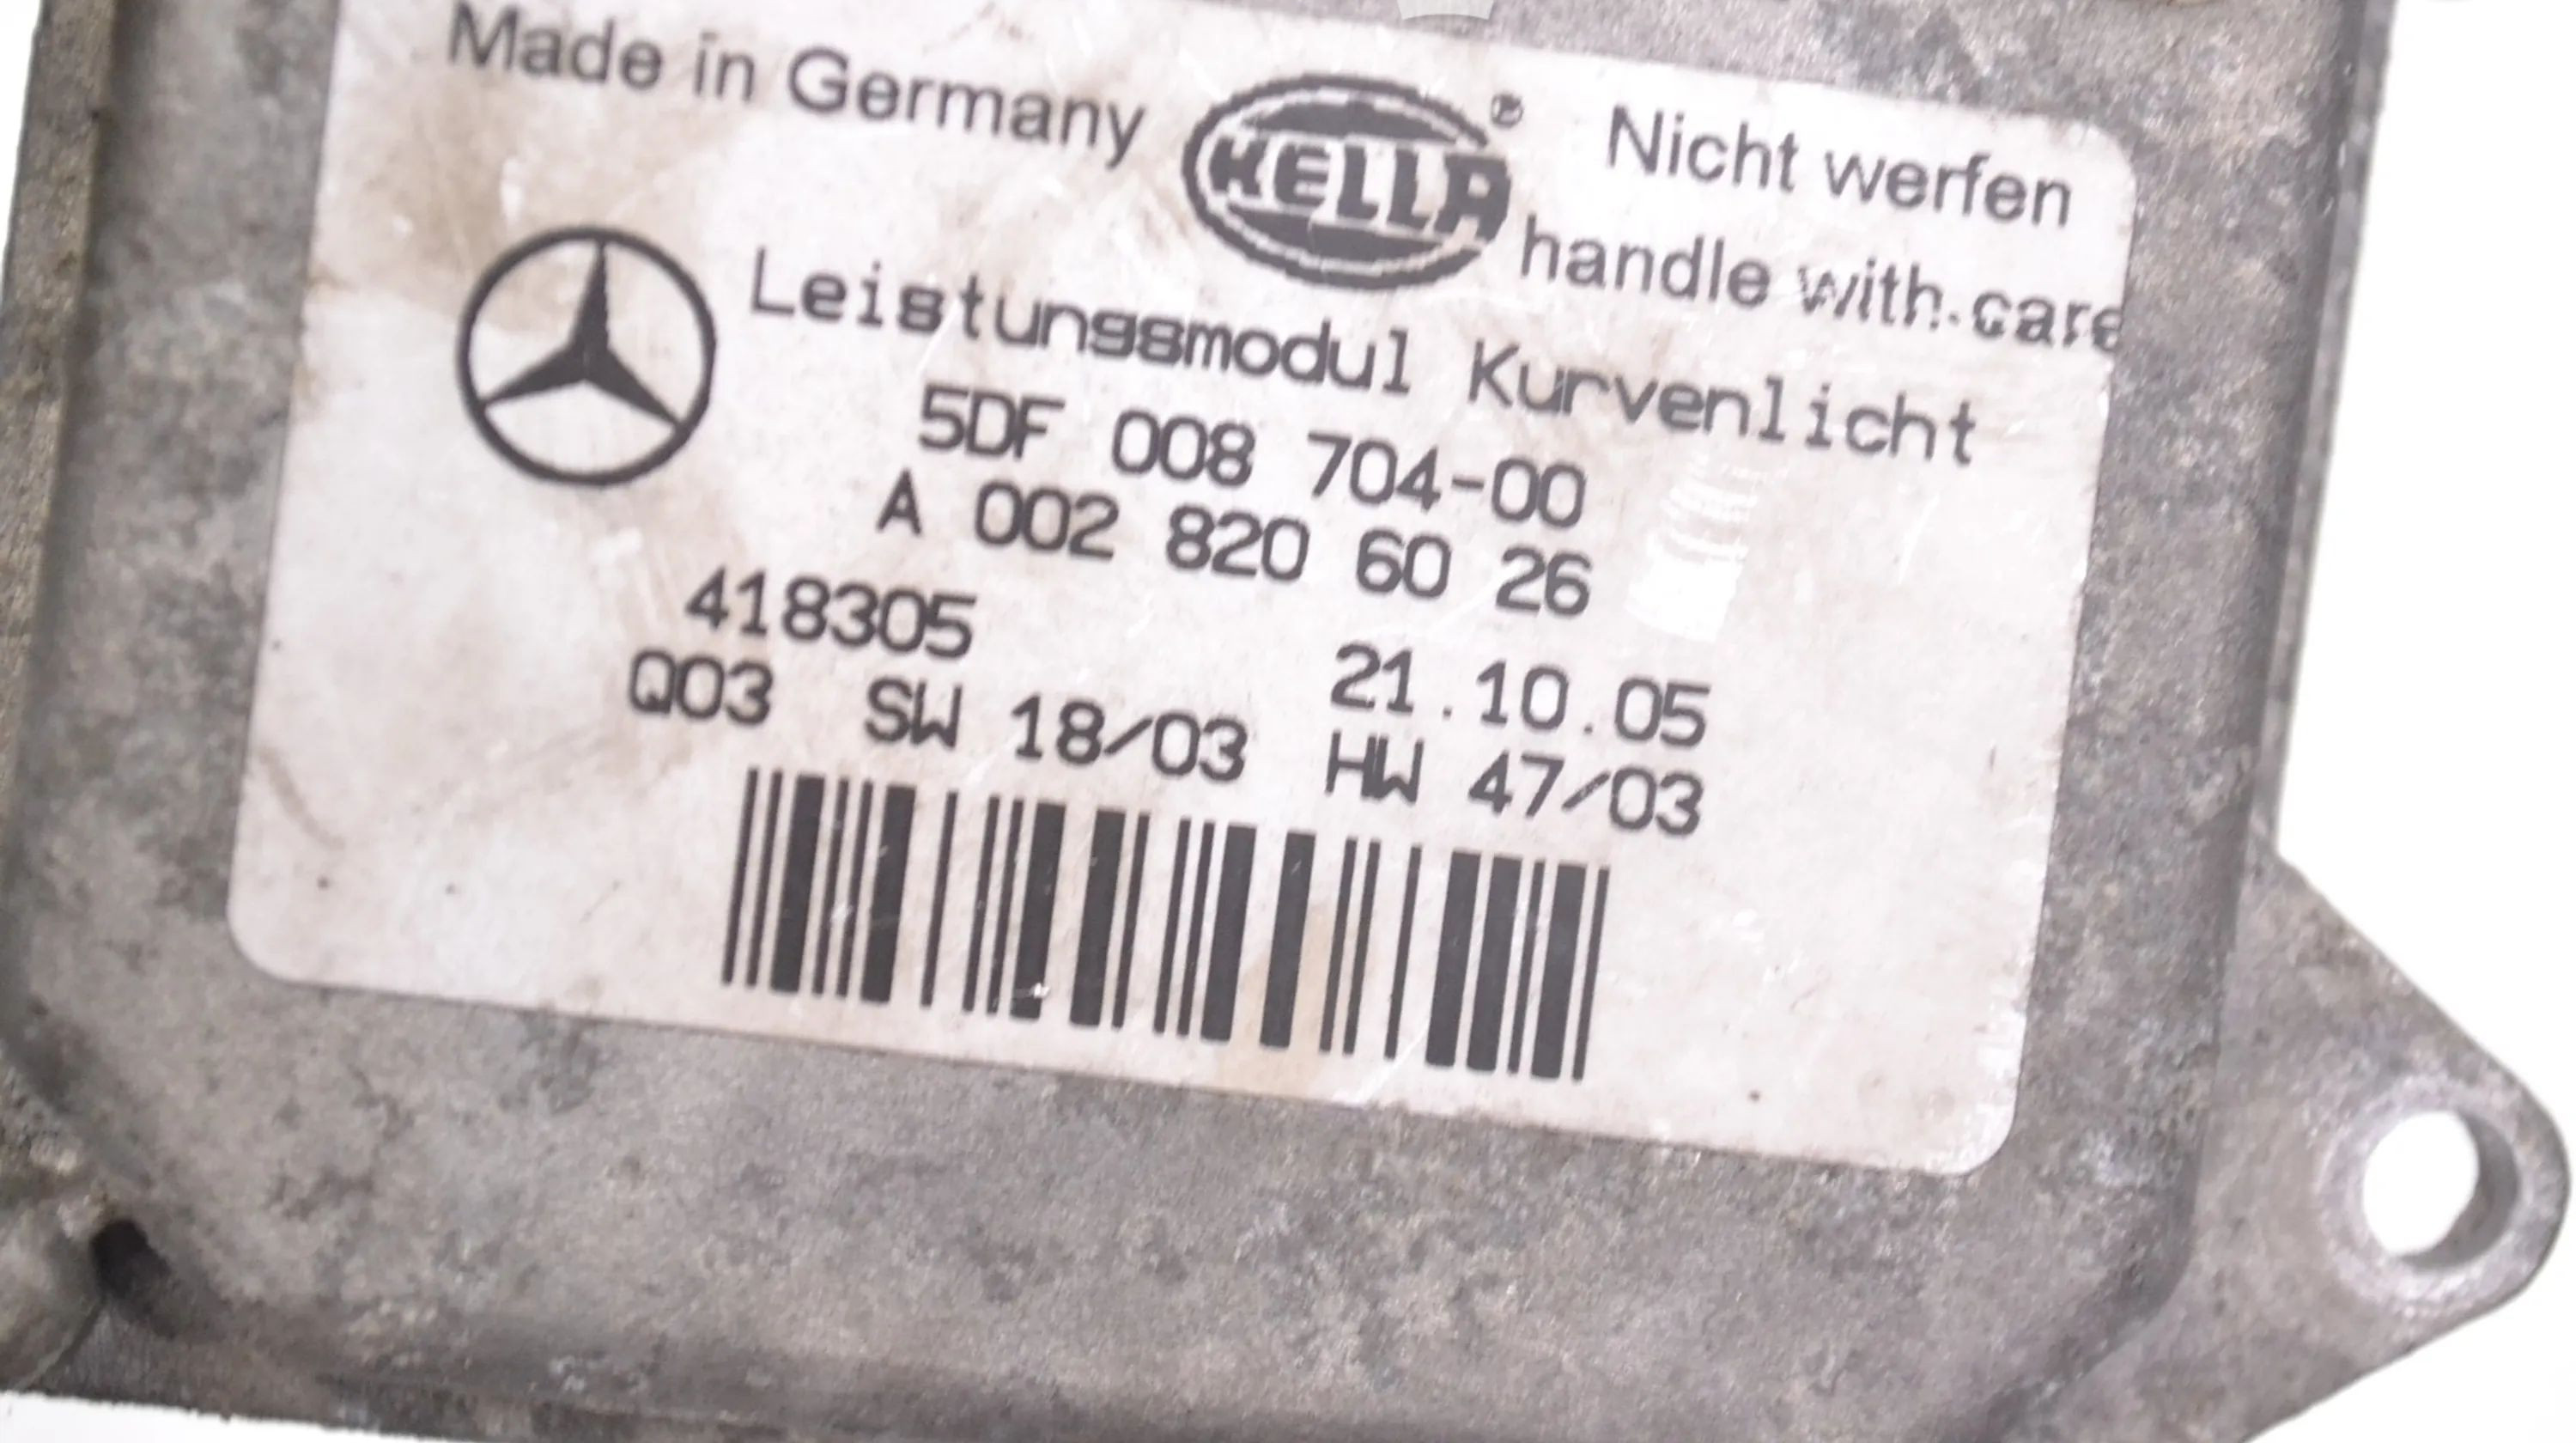 Made in Germany
HELLA®
Nicht werfen
handle with care
Leistungsmodul Kurvenlicht
5DF 008 704-00
A 002 820 60 26
418305 21.10.05
Q03 SW 18/03 HW 47/03